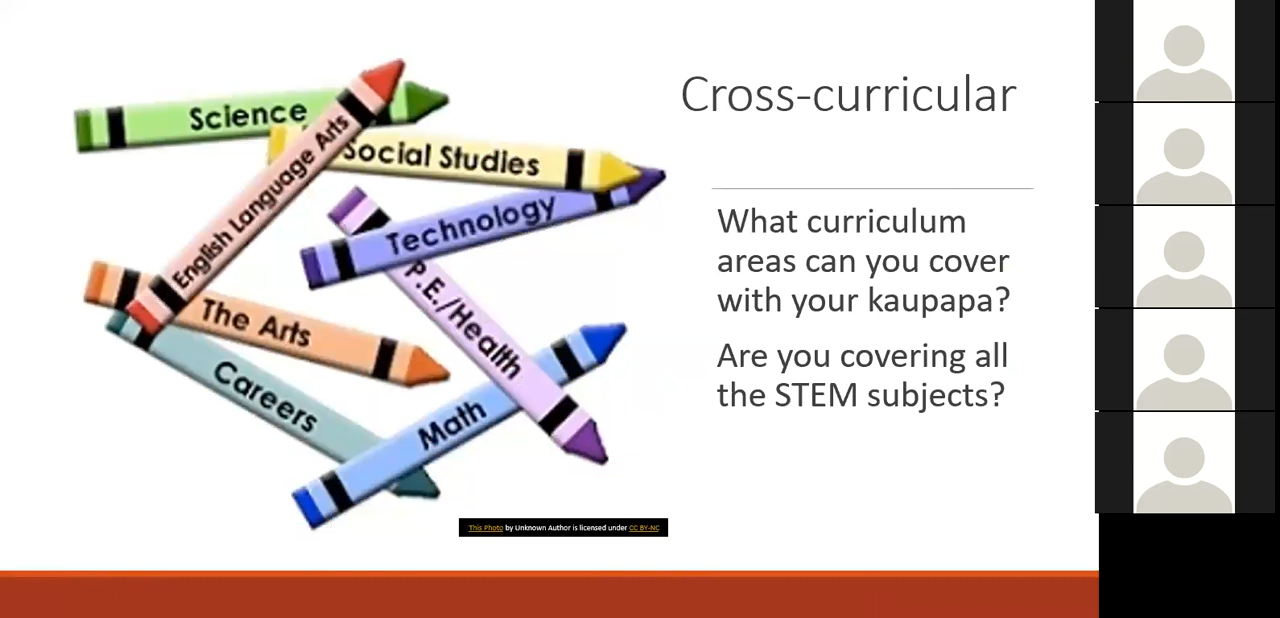 Cross-curricular
Science
English Language Arts
Social Studies
Technology
P.E./Health
The Arts
Careers
Math
What curriculum
areas can you cover
with your kaupapa?
Are you covering all
the STEM subjects?
This Photo by Unknown Author is licensed under CC BY-NC